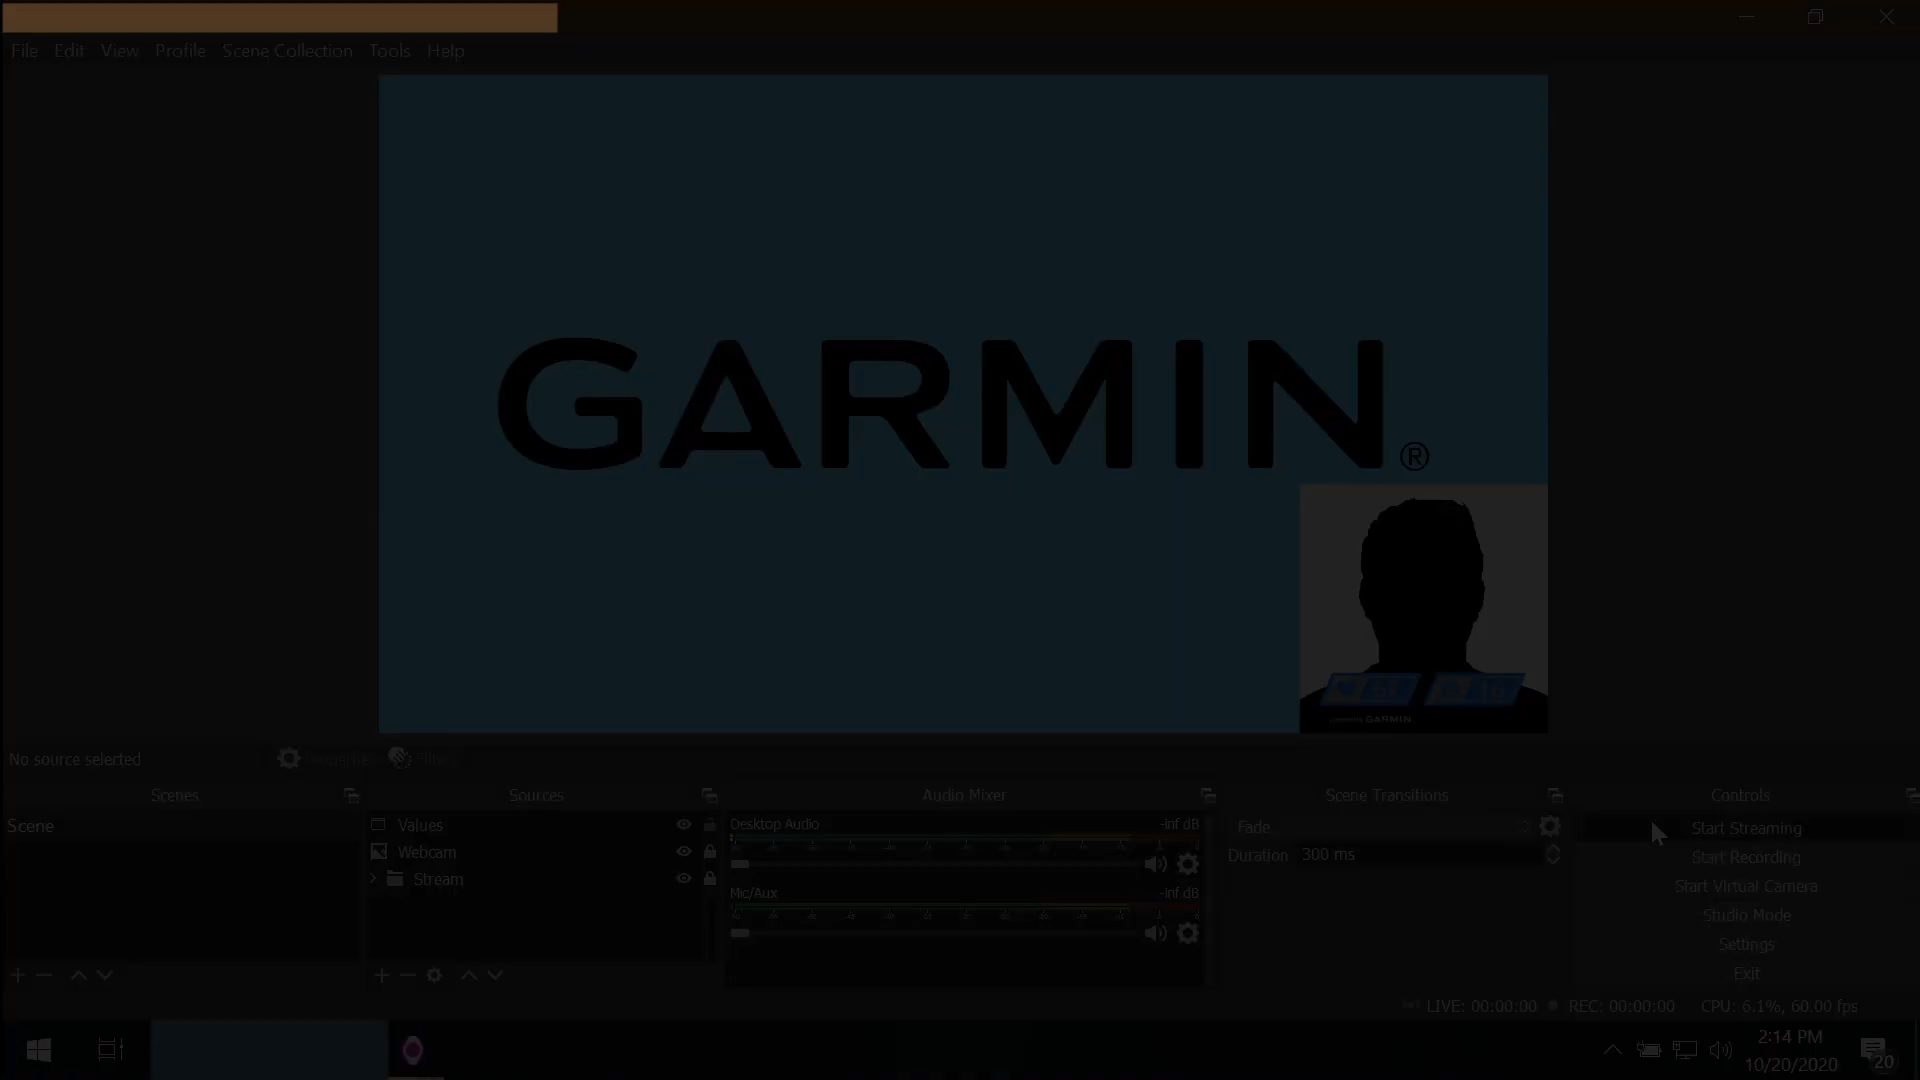 File Edit View Profile Scene Collection Tools Help
GARMIN®
GARMIN
No source selected
Scenes
Sources
Audio Mixer
Scene Transitions
Controls
Scene
Values
Webcam
Stream
Desktop Audio
-inf dB
Mic/Aux
-inf dB
Fade
Duration 300 ms
Start Streaming
Start Recording
Start Virtual Camera
Studio Mode
Settings
Exit
LIVE: 00:00:00
REC: 00:00:00
CPU: 6.1%, 60.00 fps
2:14 PM
10/20/2020
20